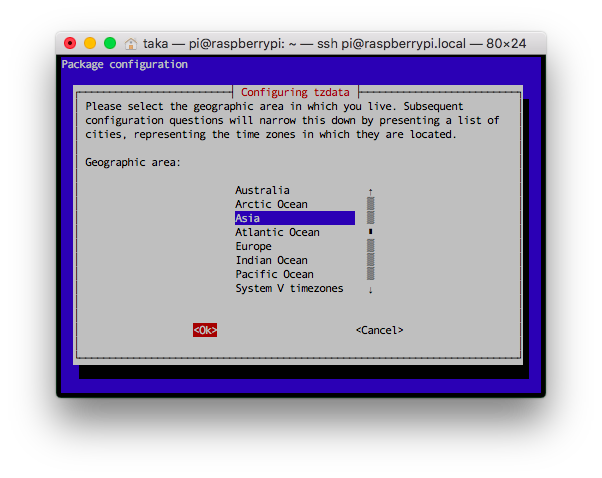 taka — pi@raspberrypi: ~ — ssh pi@raspberrypi.local — 80×24
Package configuration
Configuring tzdata
Please select the geographic area in which you live. Subsequent
configuration questions will narrow this down by presenting a list of
cities, representing the time zones in which they are located.
Geographic area:
Australia
Arctic Ocean
Asia
Atlantic Ocean
Europe
Indian Ocean
Pacific Ocean
System V timezones
<Ok> <Cancel>